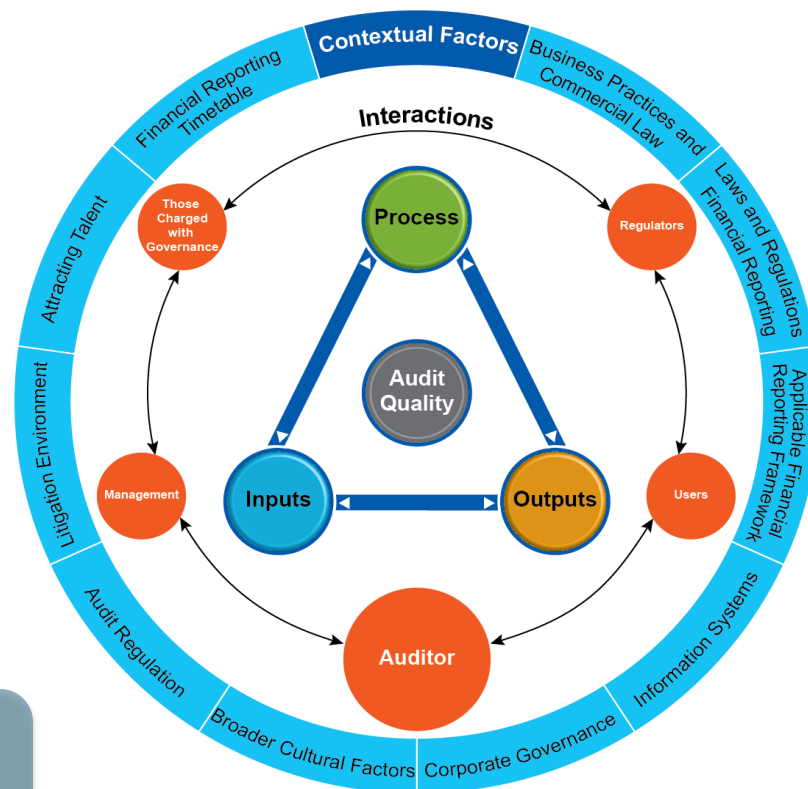 Contextual Factors
Business Practices and
Commercial Law
Laws and Regulations
Financial Reporting
Applicable Financial
Reporting Framework
Information Systems
Corporate Governance
Broader Cultural Factors
Audit Regulation
Litigation Environment
Attracting Talent
Financial Reporting
Timetable
Interactions
Those
Charged
with
Governance
Regulators
Process
Audit
Quality
Management
Inputs
Outputs
Users
Auditor